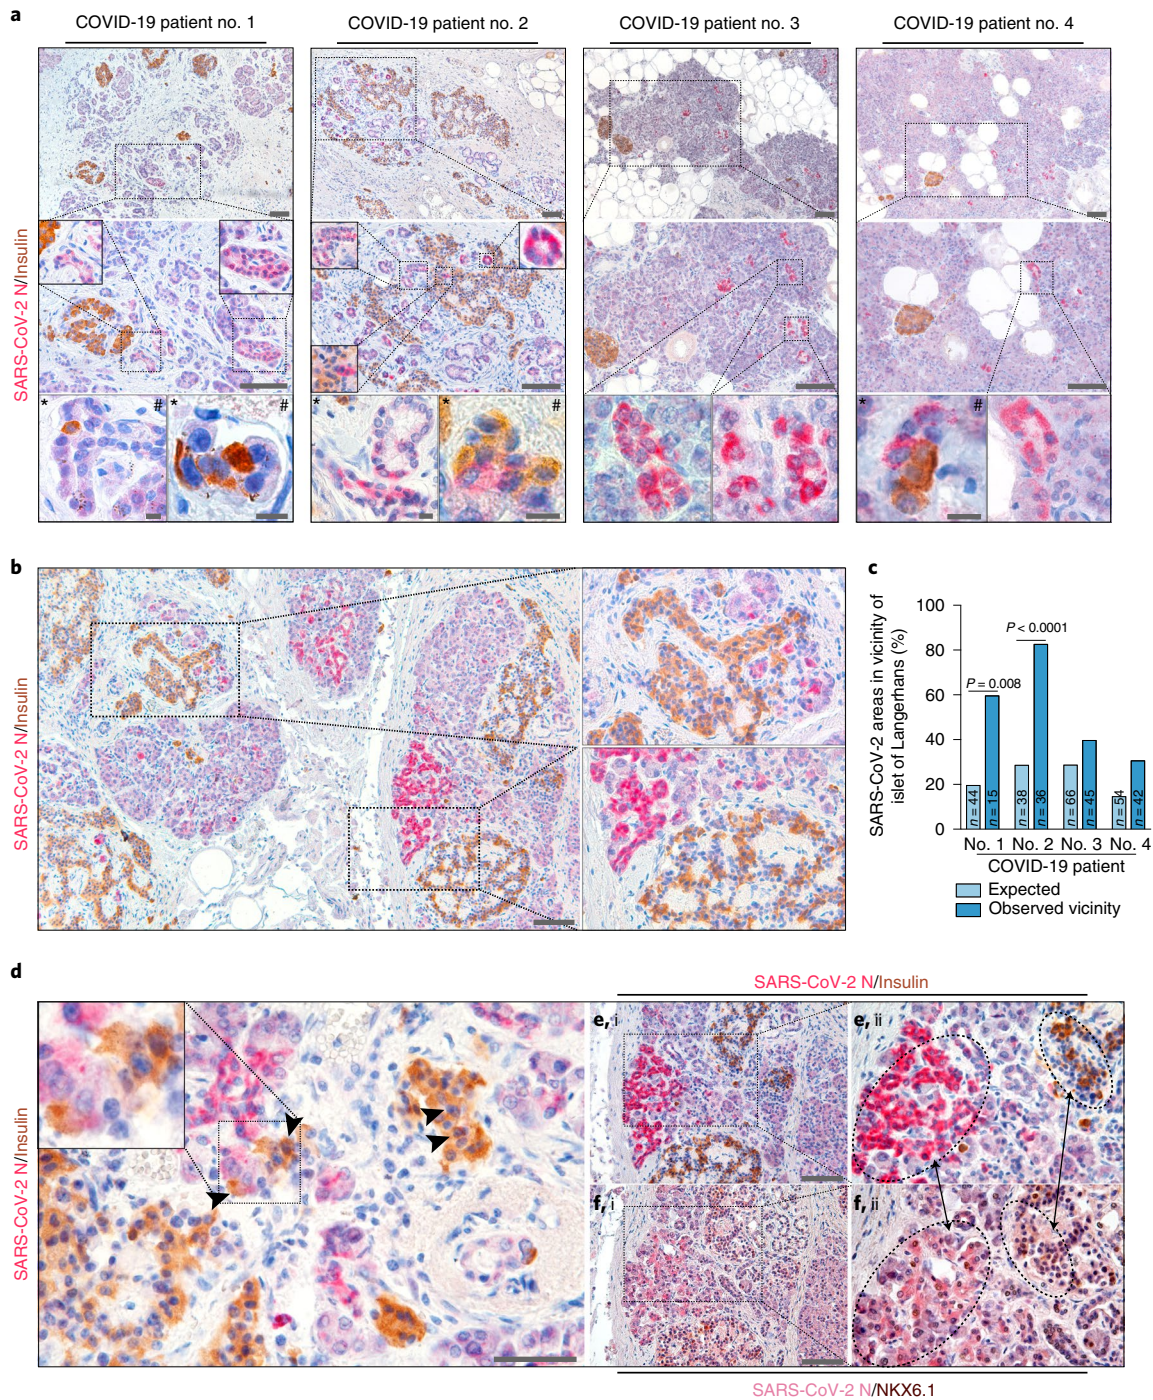 a
COVID-19 patient no. 1
COVID-19 patient no. 2
COVID-19 patient no. 3
COVID-19 patient no. 4
SARS-CoV-2 N/Insulin
* # * #
* * #
* #
b
SARS-CoV-2 N/Insulin
c
SARS-CoV-2 areas in vicinity of
islet of Langerhans (%)
100
80
60
40
20
0
P = 0.008
P < 0.0001
n = 44
n = 15
n = 38
n = 36
n = 66
n = 45
n = 54
n = 42
No. 1 No. 2 No. 3 No. 4
COVID-19 patient
Expected
Observed vicinity
d
SARS-CoV-2 N/Insulin
SARS-CoV-2 N/Insulin
e, i
e, ii
f, i
f, ii
SARS-CoV-2 N/NKX6.1